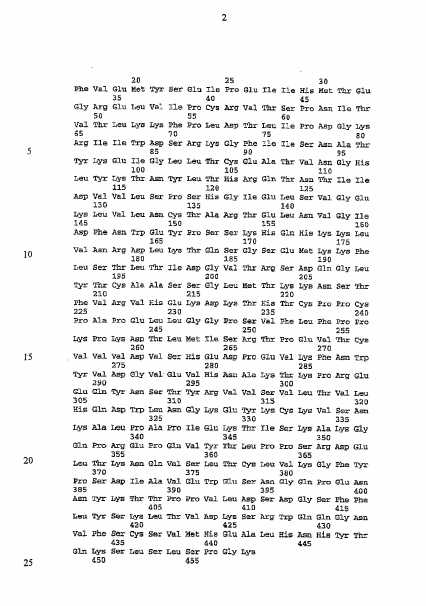 2
20 25 30
Phe Val Glu Met Tyr Ser Glu Ile Pro Glu Ile Ile His Met Thr Glu
35 40 45
Gly Arg Glu Leu Val Ile Pro Cys Arg Val Thr Ser Pro Asn Ile Thr
50 55 60
Val Thr Leu Lys Lys Phe Pro Leu Asp Thr Leu Ile Pro Asp Gly Lys
65 70 75 80
Arg Ile Ile Trp Asp Ser Arg Lys Gly Phe Ile Ile Ser Asn Ala Thr
5 85 90 95
Tyr Lys Glu Ile Gly Leu Leu Thr Cys Glu Ala Thr Val Asn Gly His
100 105 110
Leu Tyr Lys Thr Asn Tyr Leu Thr His Arg Gln Thr Asn Thr Ile Ile
115 120 125
Asp Val Val Leu Ser Pro Ser His Gly Ile Glu Leu Ser Val Gly Glu
130 135 140
Lys Leu Val Leu Asn Cys Thr Ala Arg Thr Glu Leu Asn Val Gly Ile
145 150 155 160
Asp Phe Asn Trp Glu Tyr Pro Ser Ser Lys His Gln His Lys Lys Leu
165 170 175
10 Val Asn Arg Asp Leu Lys Thr Gln Ser Gly Ser Glu Met Lys Lys Phe
180 185 190
Leu Ser Thr Leu Thr Ile Asp Gly Val Thr Arg Ser Asp Gln Gly Leu
195 200 205
Tyr Thr Cys Ala Ala Ser Ser Gly Leu Met Thr Lys Lys Asn Ser Thr
210 215 220
Phe Val Arg Val His Glu Lys Asp Lys Thr His Thr Cys Pro Pro Cys
225 230 235 240
Pro Ala Pro Glu Leu Leu Gly Gly Pro Ser Val Phe Leu Phe Pro Pro
245 250 255
Lys Pro Lys Asp Thr Leu Met Ile Ser Arg Thr Pro Glu Val Thr Cys
260 265 270
15 Val Val Val Asp Val Ser His Glu Asp Pro Glu Val Lys Phe Asn Trp
275 280 285
Tyr Val Asp Gly Val Glu Val His Asn Ala Lys Thr Lys Pro Arg Glu
290 295 300
Glu Gln Tyr Asn Ser Thr Tyr Arg Val Val Ser Val Leu Thr Val Leu
305 310 315 320
His Gln Asp Trp Leu Asn Gly Lys Glu Tyr Lys Cys Lys Val Ser Asn
325 330 335
Lys Ala Leu Pro Ala Pro Ile Glu Lys Thr Ile Ser Lys Ala Lys Gly
340 345 350
Gln Pro Arg Glu Pro Gln Val Tyr Thr Leu Pro Pro Ser Arg Asp Glu
355 360 365
20 Leu Thr Lys Asn Gln Val Ser Leu Thr Cys Leu Val Lys Gly Phe Tyr
370 375 380
Pro Ser Asp Ile Ala Val Glu Trp Glu Ser Asn Gly Gln Pro Glu Asn
385 390 395 400
Asn Tyr Lys Thr Thr Pro Pro Val Leu Asp Ser Asp Gly Ser Phe Phe
405 410 415
Leu Tyr Ser Lys Leu Thr Val Asp Lys Ser Arg Trp Gln Gln Gly Asn
420 425 430
Val Phe Ser Cys Ser Val Met His Glu Ala Leu His Asn His Tyr Thr
435 440 445
Gln Lys Ser Leu Ser Leu Ser Pro Gly Lys
25 450 455